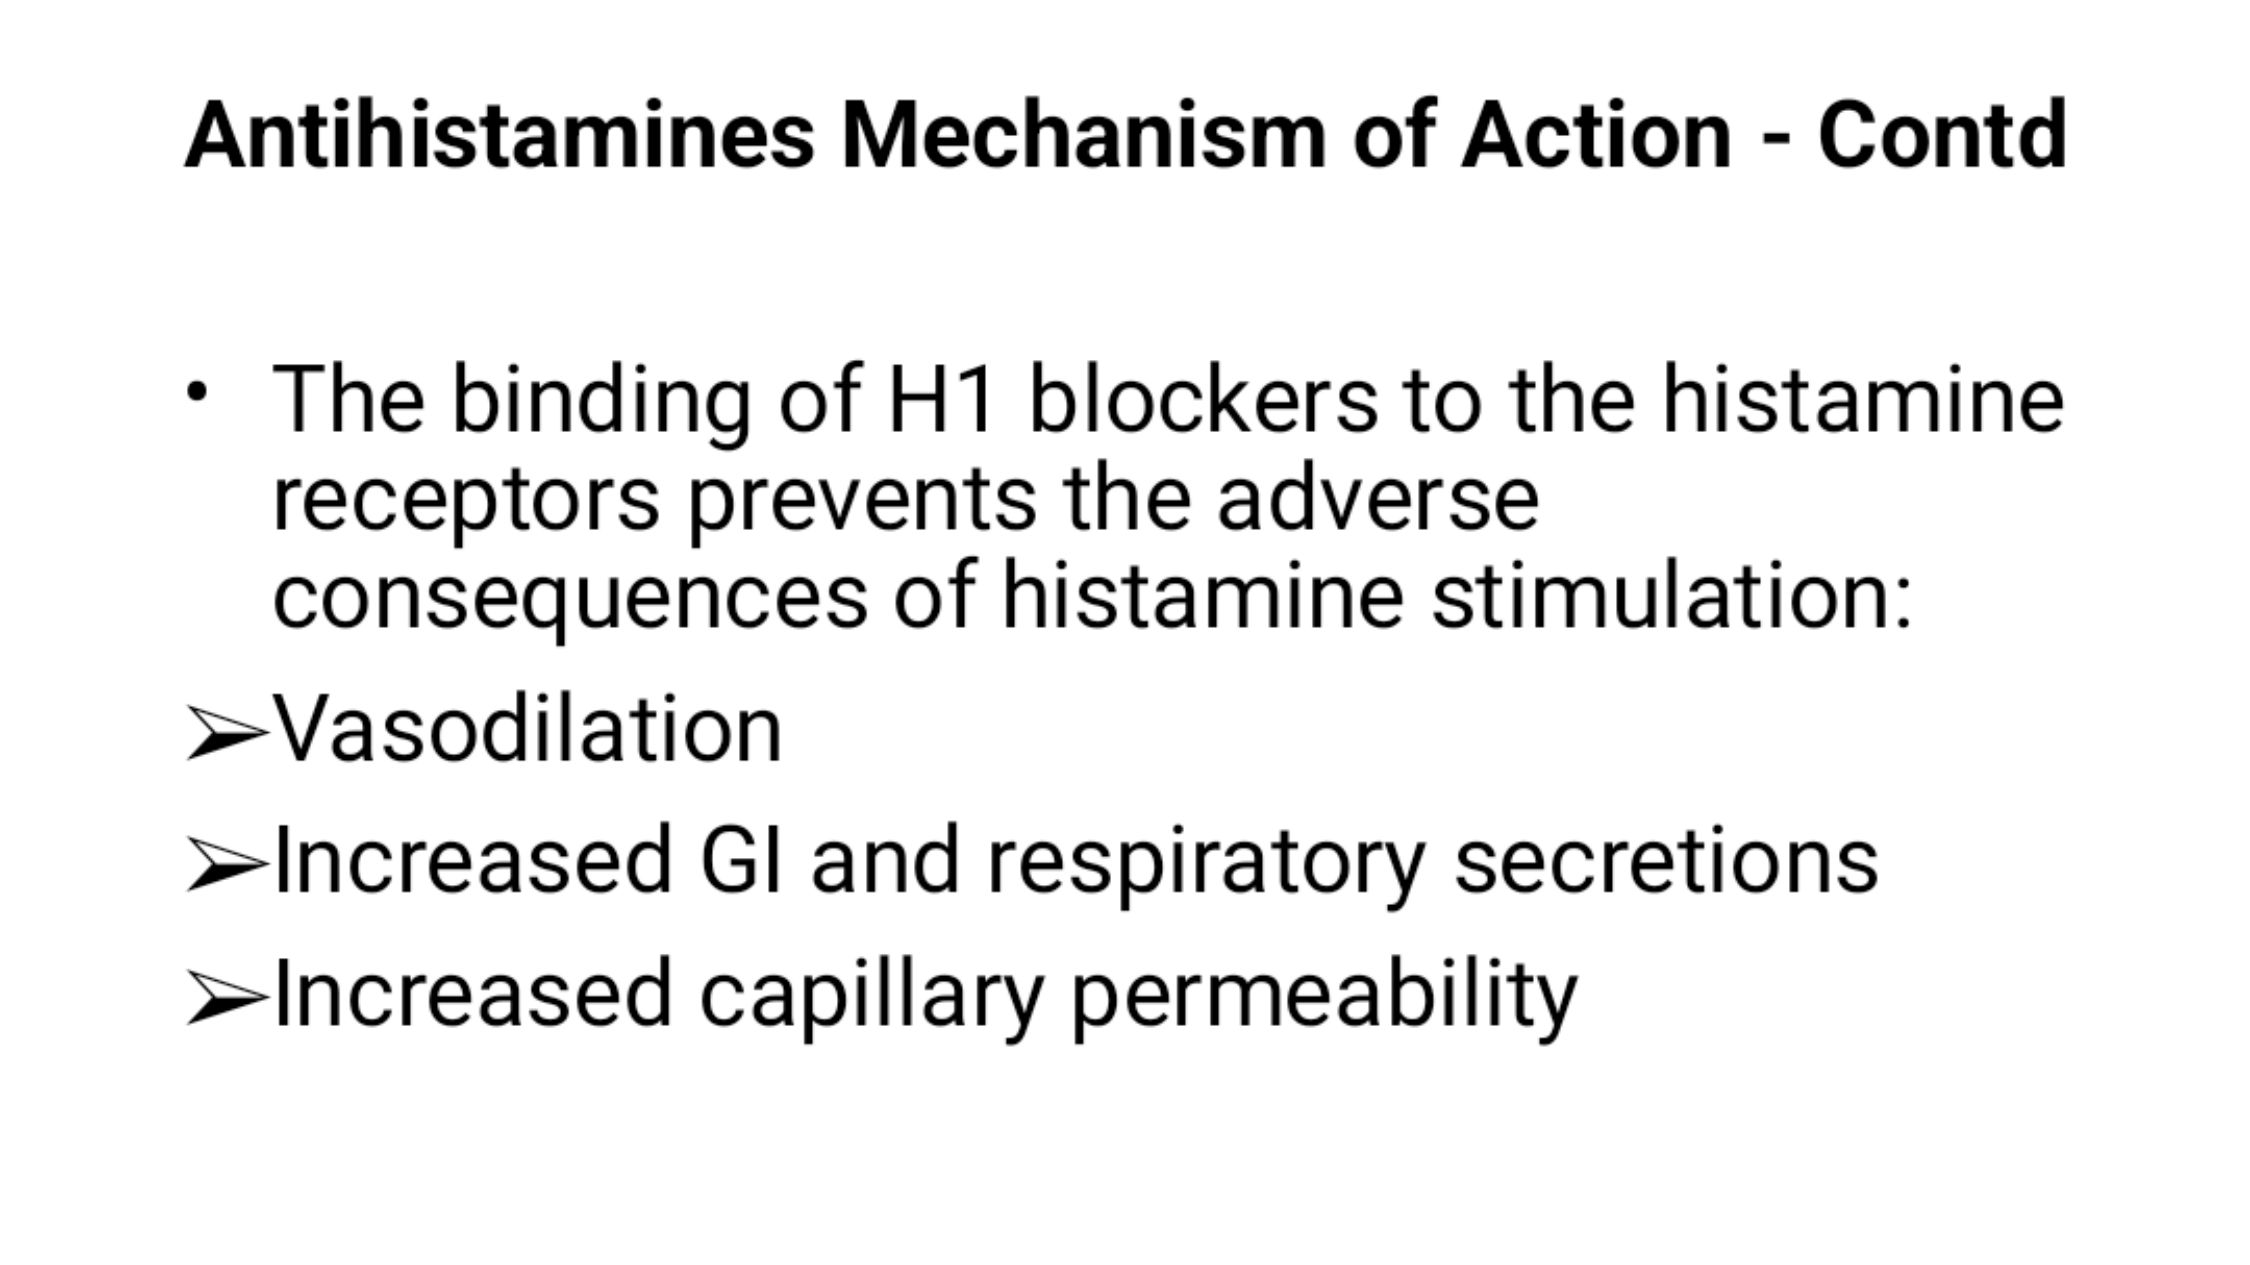 Antihistamines Mechanism of Action - Contd
• The binding of H1 blockers to the histamine
receptors prevents the adverse
consequences of histamine stimulation:
➢Vasodilation
➢Increased GI and respiratory secretions
➢Increased capillary permeability